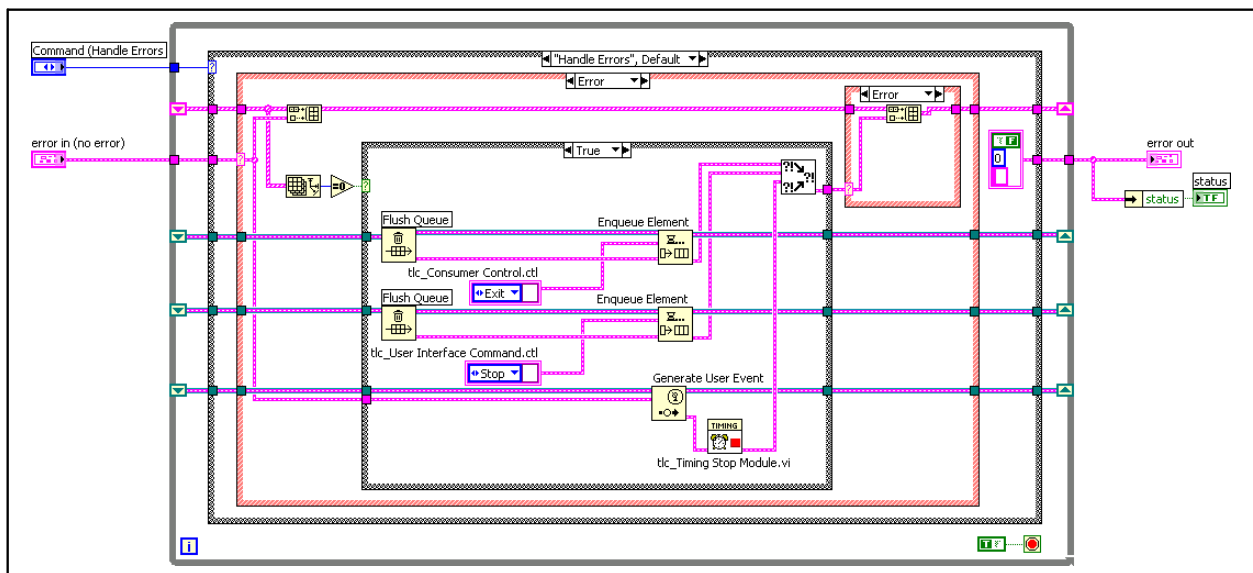 Command (Handle Errors
"Handle Errors", Default
Error
Error
error in (no error)
True
=0
?!
?!
?!
T F
0
error out
status
status
TF
Flush Queue
Enqueue Element
tlc_Consumer Control.ctl
Exit
Flush Queue
Enqueue Element
tlc_User Interface Command.ctl
Stop
Generate User Event
TIMING
tlc_Timing Stop Module.vi
i
T F